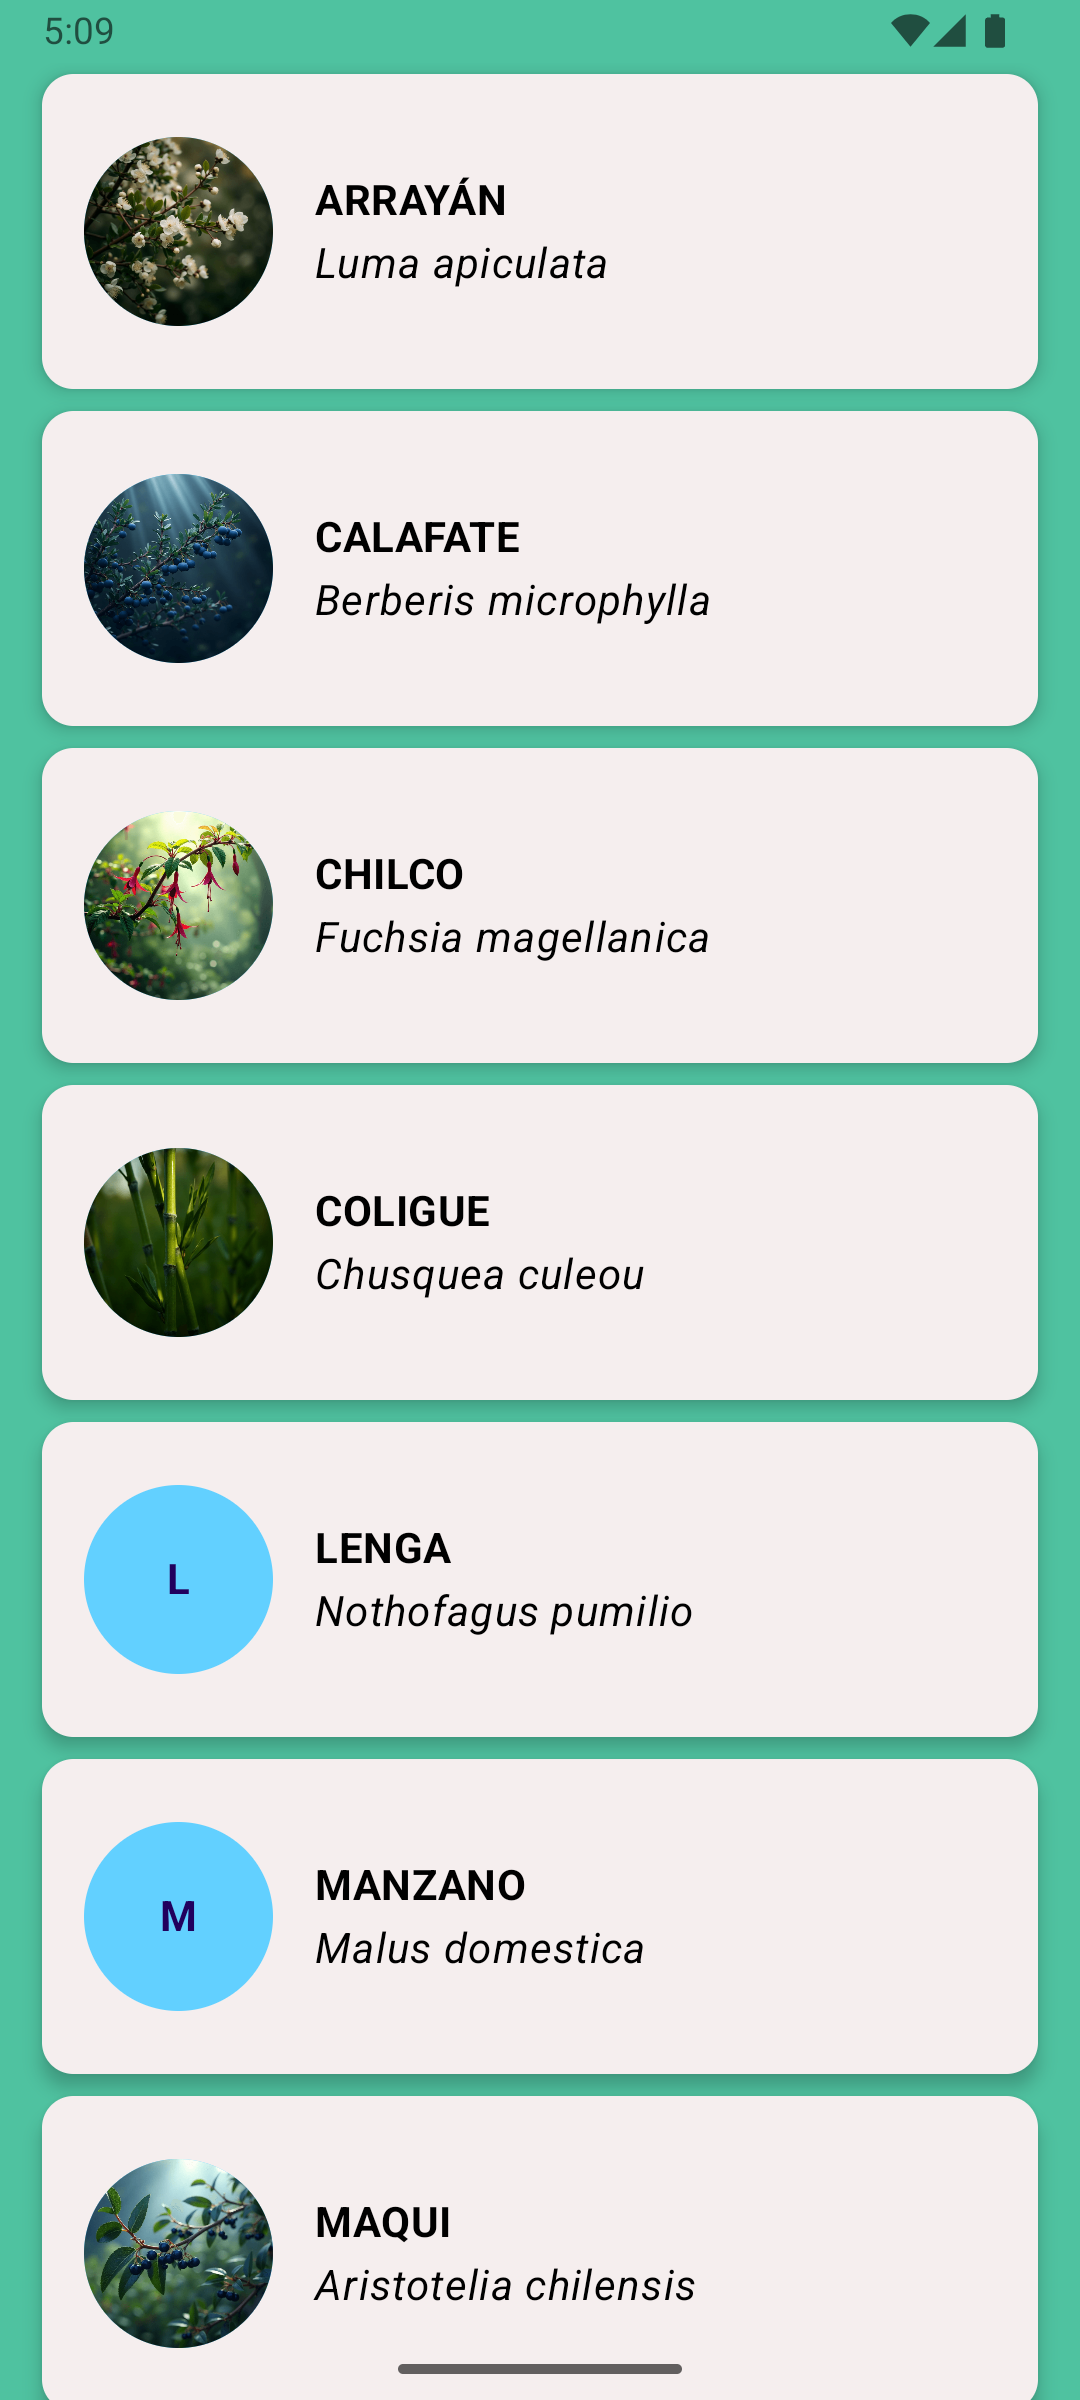 5:09
ARRAYÁN
Luma apiculata
CALAFATE
Berberis microphylla
CHILCO
Fuchsia magellanica
COLIGUE
Chusquea culeou
L
LENGA
Nothofagus pumilio
M
MANZANO
Malus domestica
MAQUI
Aristotelia chilensis